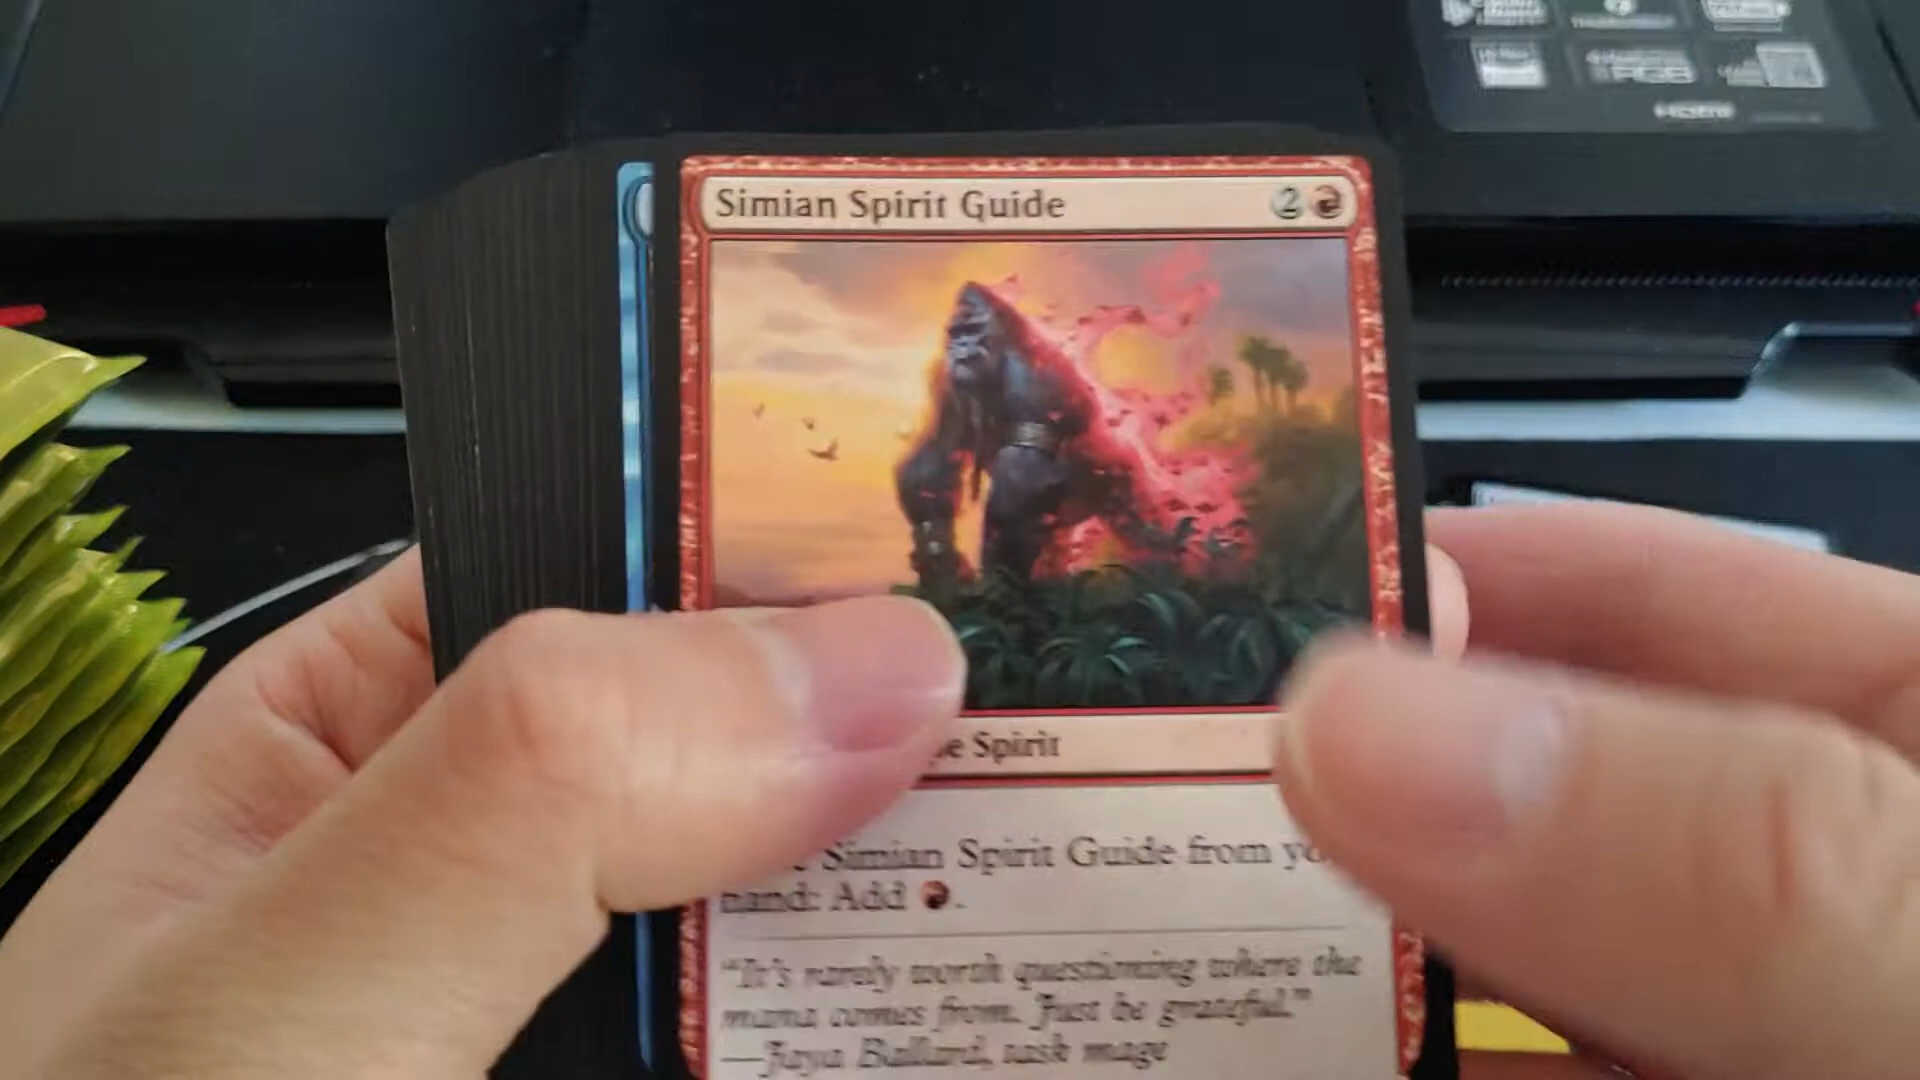 Simian Spirit Guide 2
Spirit
Simian Spirit Guide from yo
hand: Add .
"It's rarely worth questioning where the
mana comes from. Just be grateful."
—Jaya Ballard, task mage
HDMI